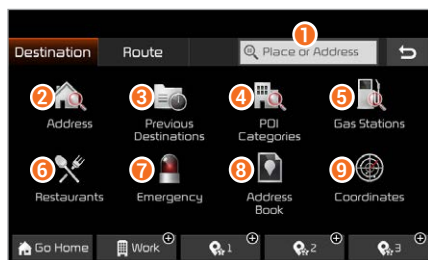 1
Destination Route Place or Address
2 3 4 5
Address Previous Destinations POI Categories Gas Stations
6 7 8 9
Restaurants Emergency Address Book Coordinates
Go Home Work 1 2 3